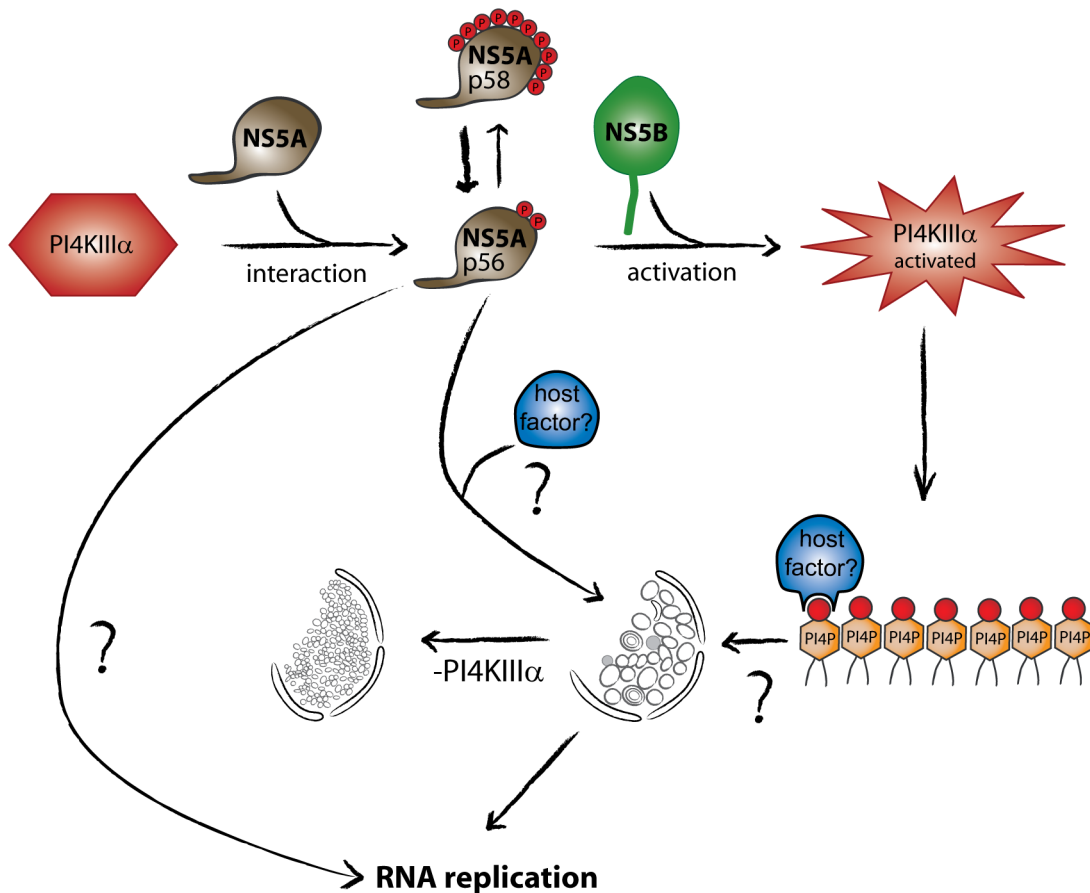 P P P P P P P P P P
NS5A
p58
NS5A
NS5B
PI4KIIIα
interaction
P P
NS5A
p56
activation
PI4KIIIα
activated
host
factor?
?
host
factor?
?
-PI4KIIIα
PI4P PI4P PI4P PI4P PI4P PI4P PI4P
?
RNA replication